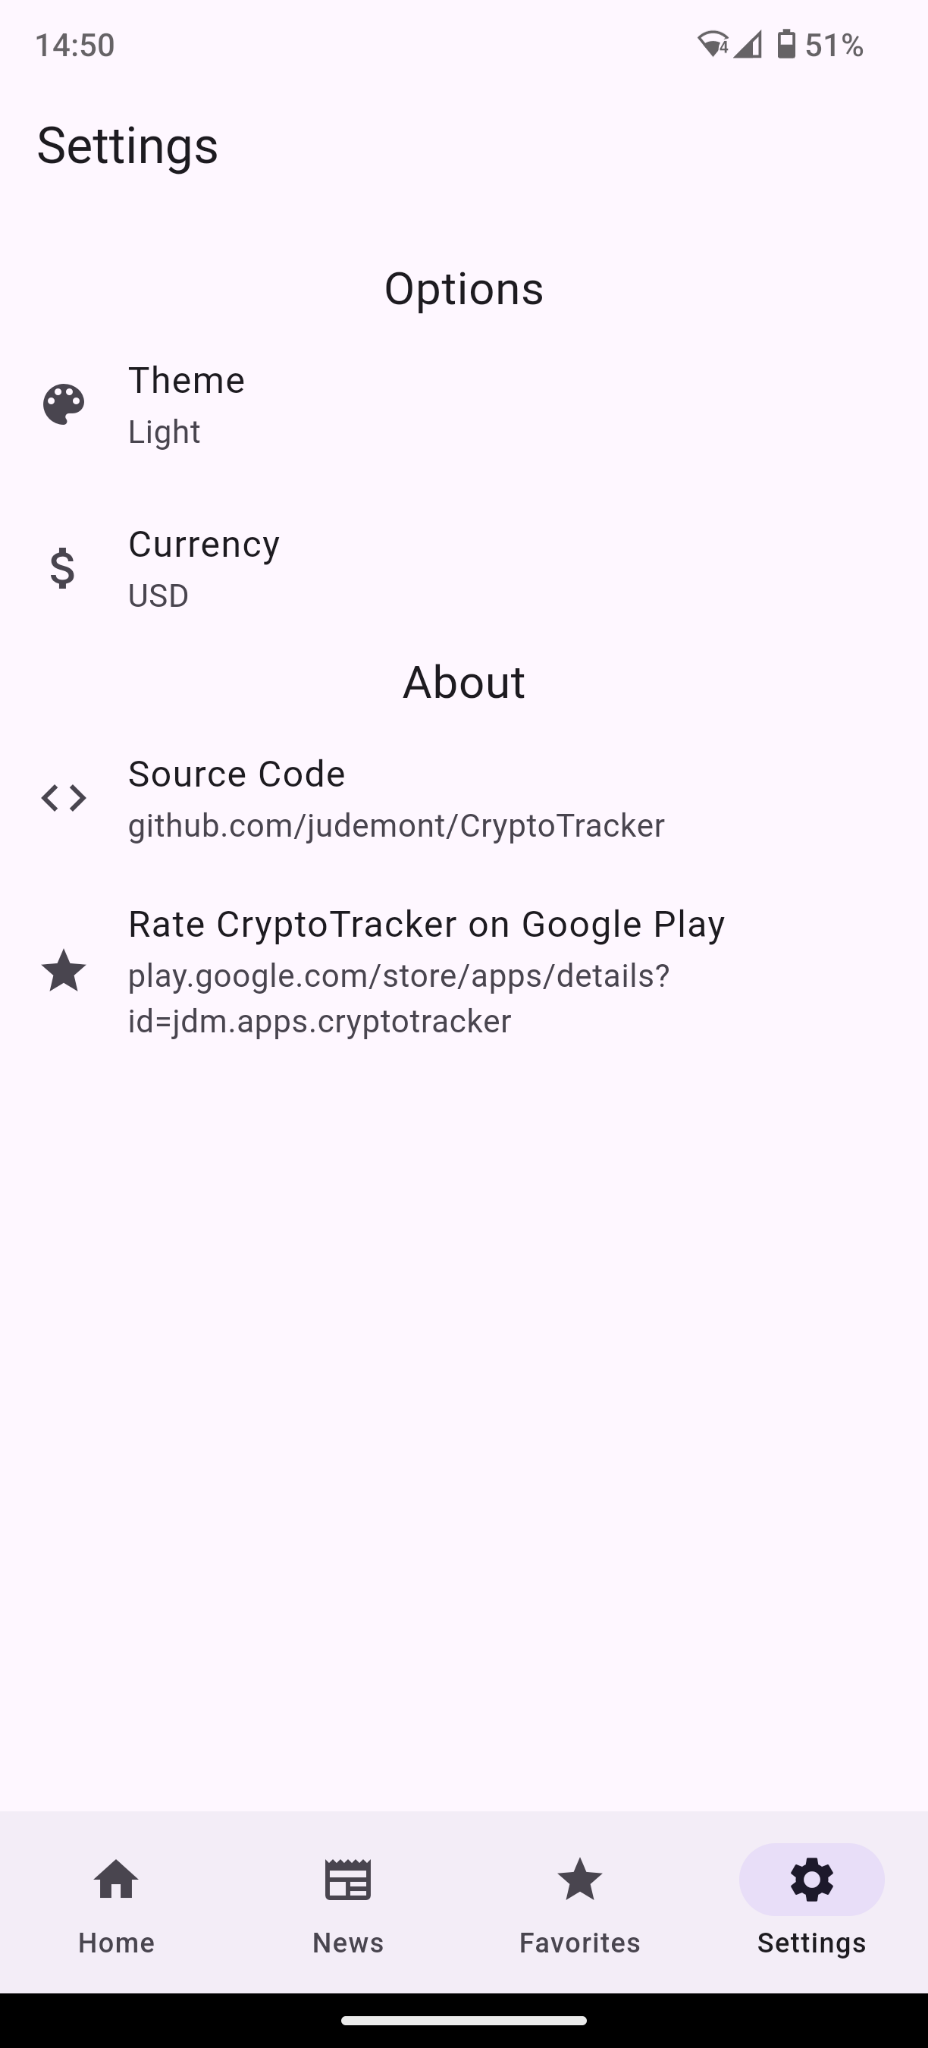 14:50
4
51%
Settings
Options
Theme
Light
Currency
USD
About
Source Code
github.com/judemont/CryptoTracker
Rate CryptoTracker on Google Play
play.google.com/store/apps/details?
id=jdm.apps.cryptotracker
Home
News
Favorites
Settings